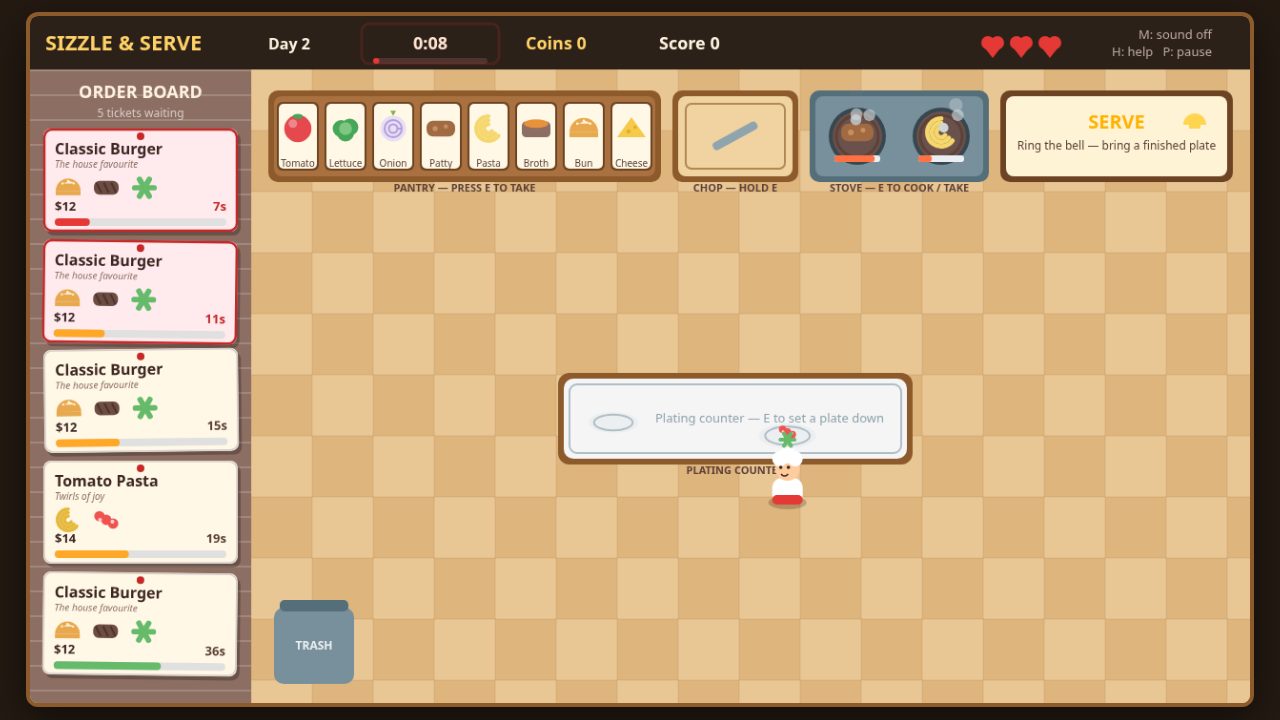 SIZZLE & SERVE
Day 2
0:08
Coins 0
Score 0
M: sound off
H: help P: pause
ORDER BOARD
5 tickets waiting
Classic Burger
The house favourite
$12
7s
Classic Burger
The house favourite
$12
11s
Classic Burger
The house favourite
$12
15s
Tomato Pasta
Twirls of joy
$14
19s
Classic Burger
The house favourite
$12
36s
Tomato
Lettuce
Onion
Patty
Pasta
Broth
Bun
Cheese
PANTRY — PRESS E TO TAKE
CHOP — HOLD E
STOVE — E TO COOK / TAKE
SERVE
Ring the bell — bring a finished plate
Plating counter — E to set a plate down
PLATING COUNTE
TRASH